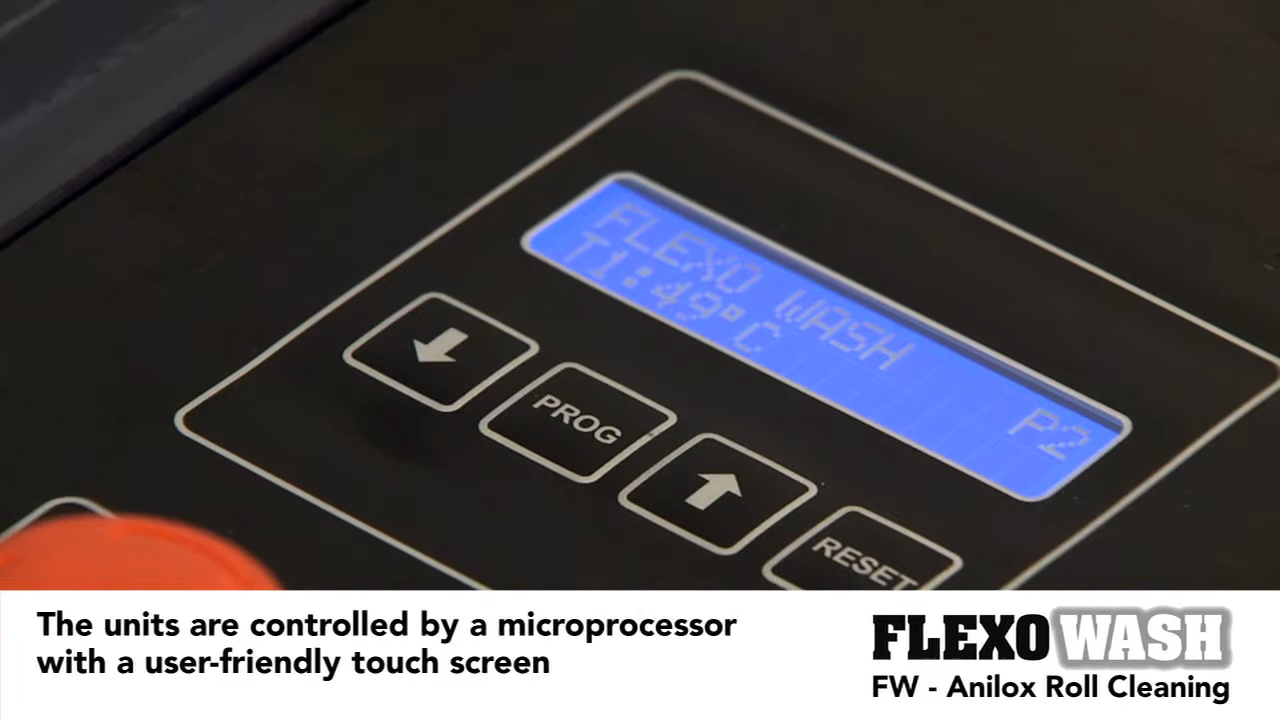 FLEXO WASH
T1:49°C P2
PROG
RESET
The units are controlled by a microprocessor
with a user-friendly touch screen
FLEXO WASH
FW - Anilox Roll Cleaning